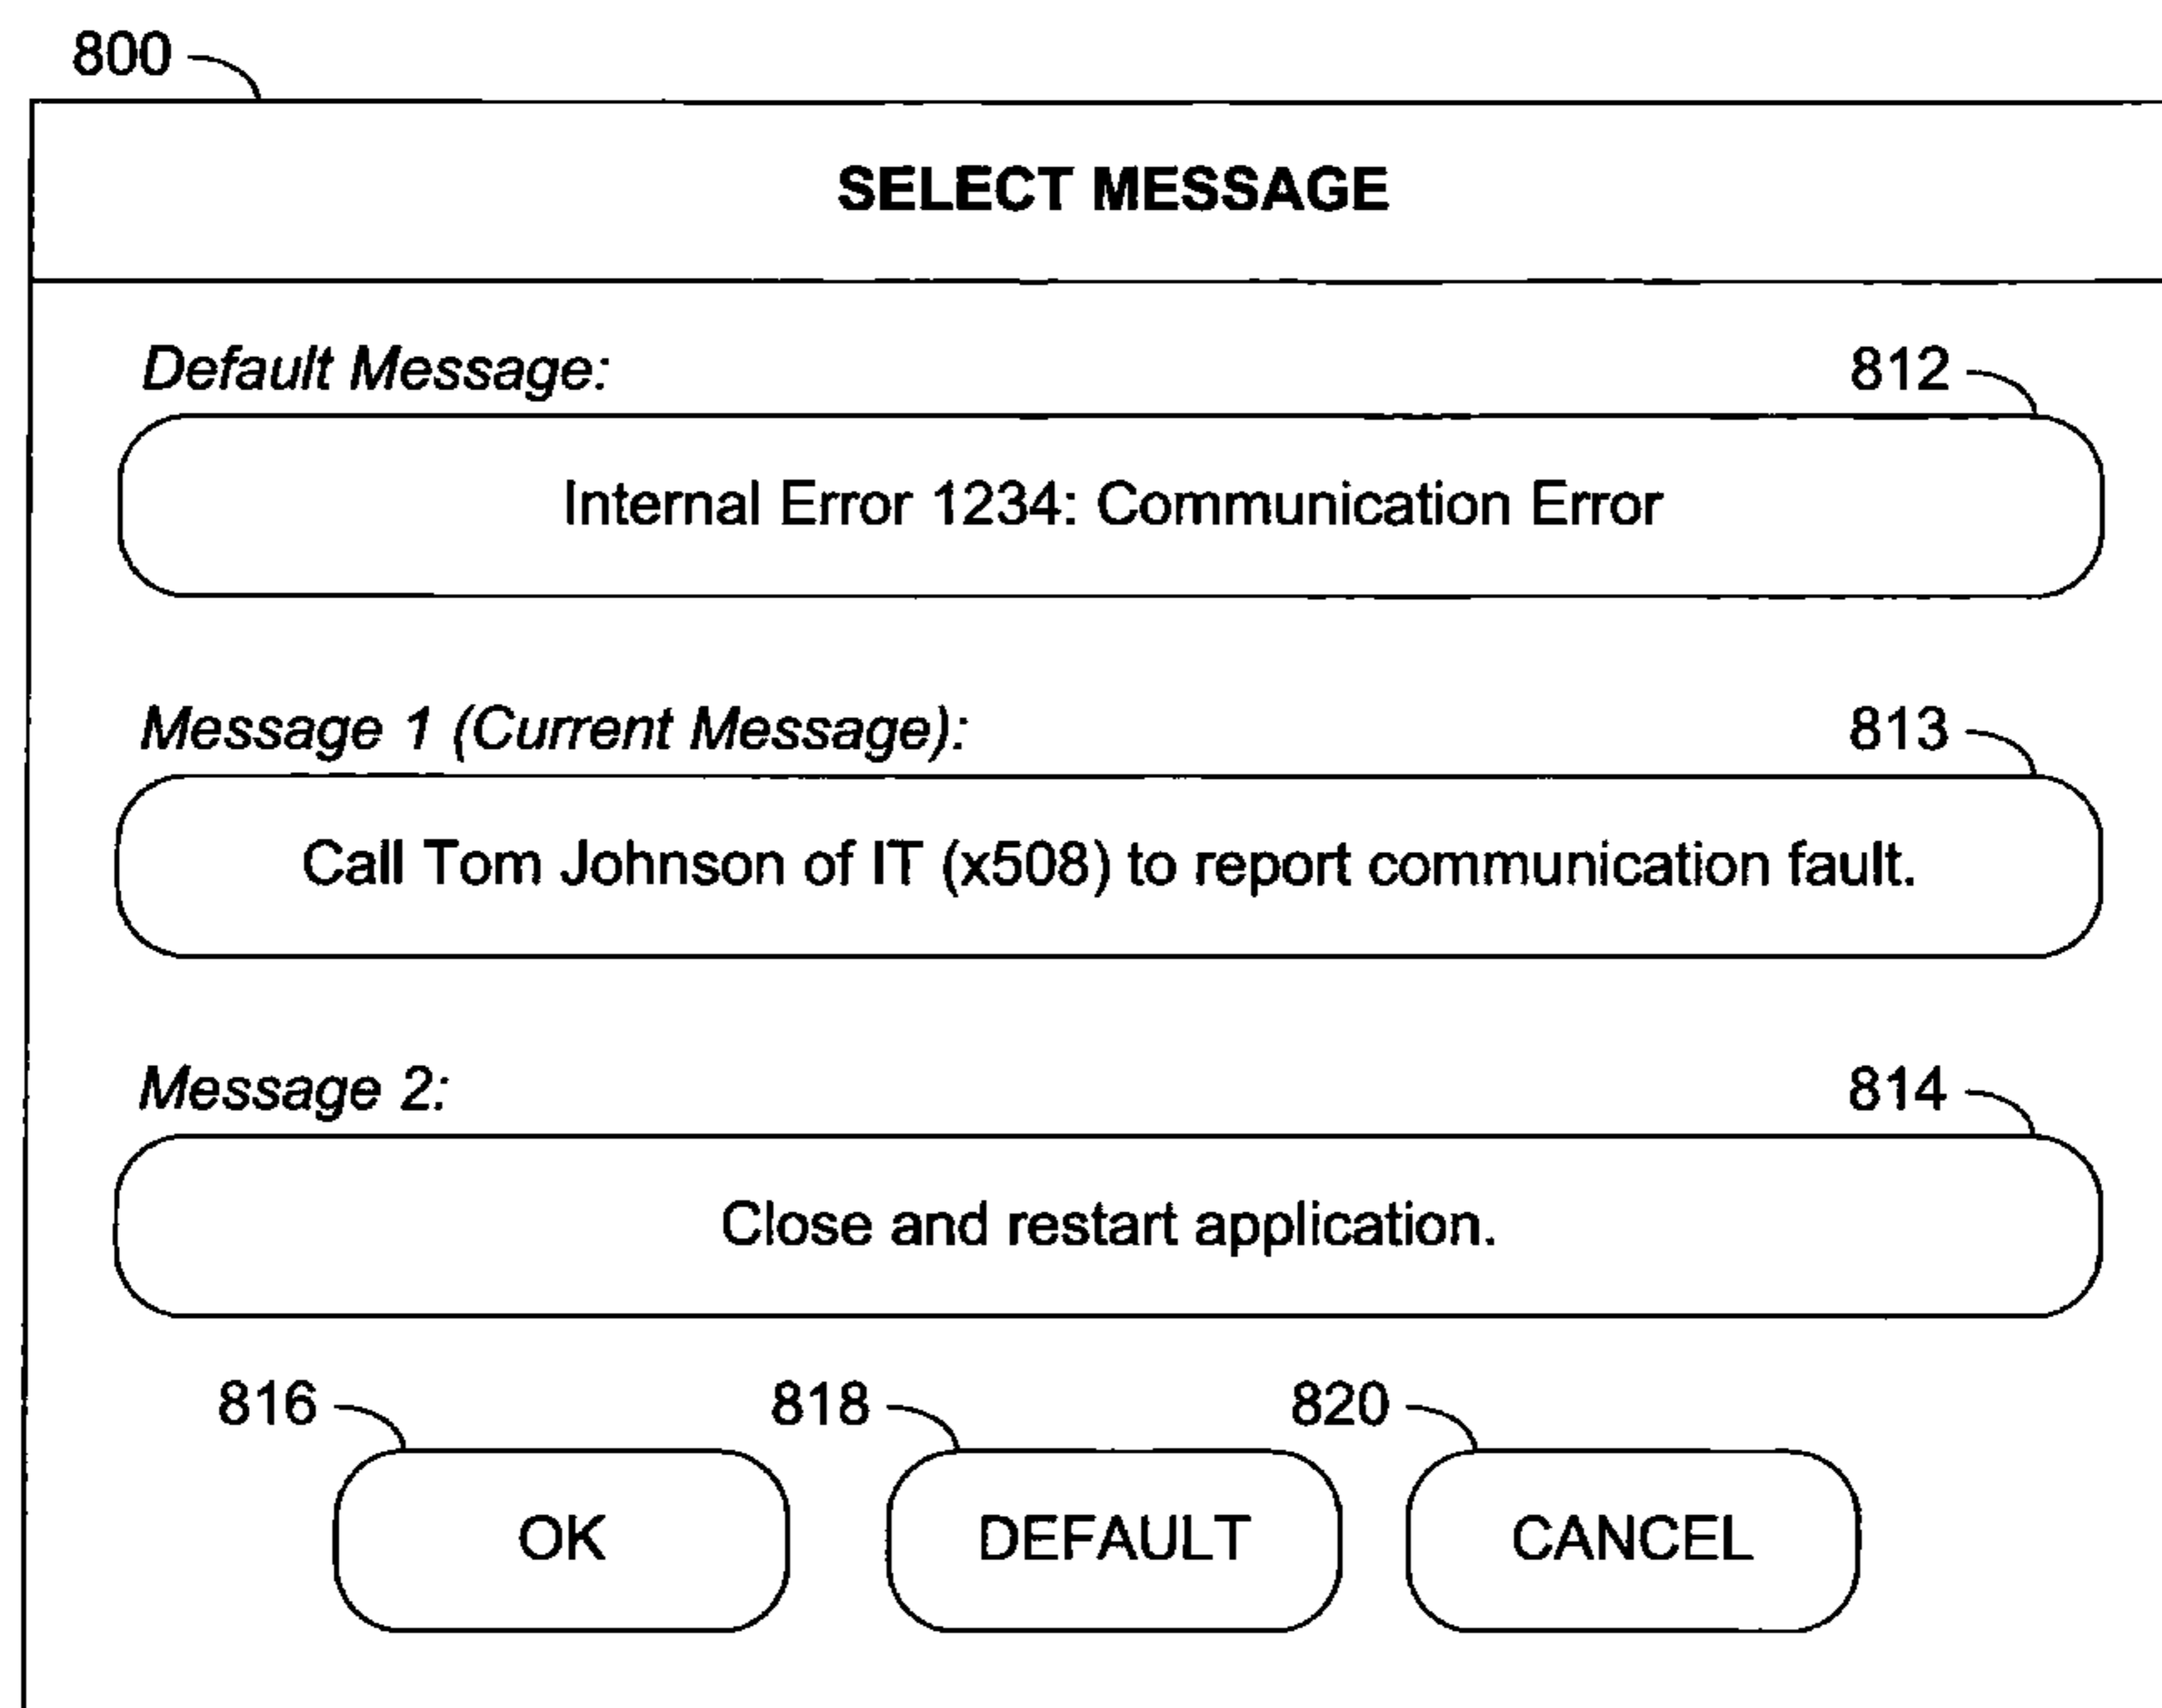 800
SELECT MESSAGE
Default Message: 812
Internal Error 1234: Communication Error
Message 1 (Current Message): 813
Call Tom Johnson of IT (x508) to report communication fault.
Message 2: 814
Close and restart application.
816 818 820
OK DEFAULT CANCEL